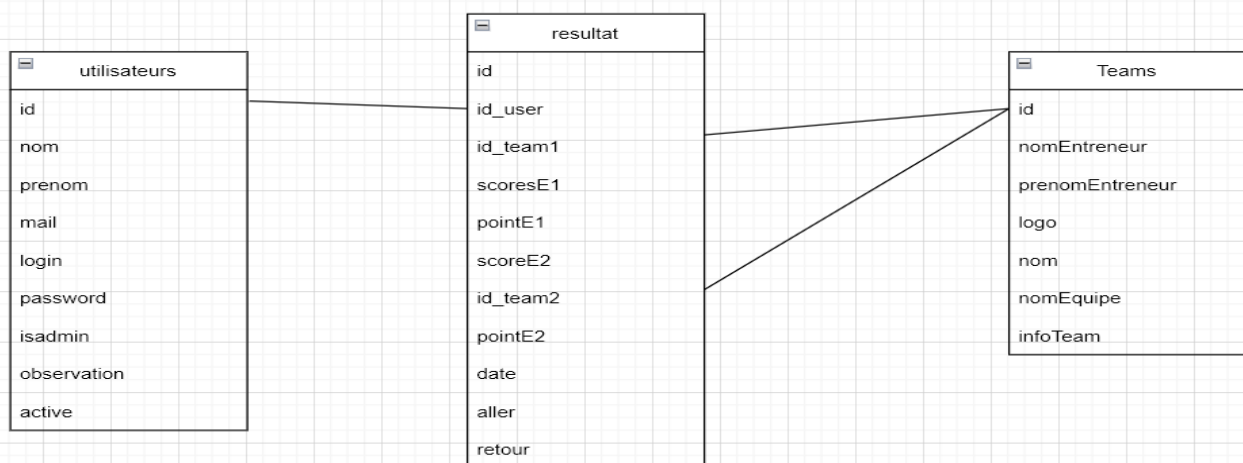 utilisateurs
id
nom
prenom
mail
login
password
isadmin
observation
active
resultat
id
id_user
id_team1
scoresE1
pointE1
scoreE2
id_team2
pointE2
date
aller
retour
Teams
id
nomEntreneur
prenomEntreneur
logo
nom
nomEquipe
infoTeam